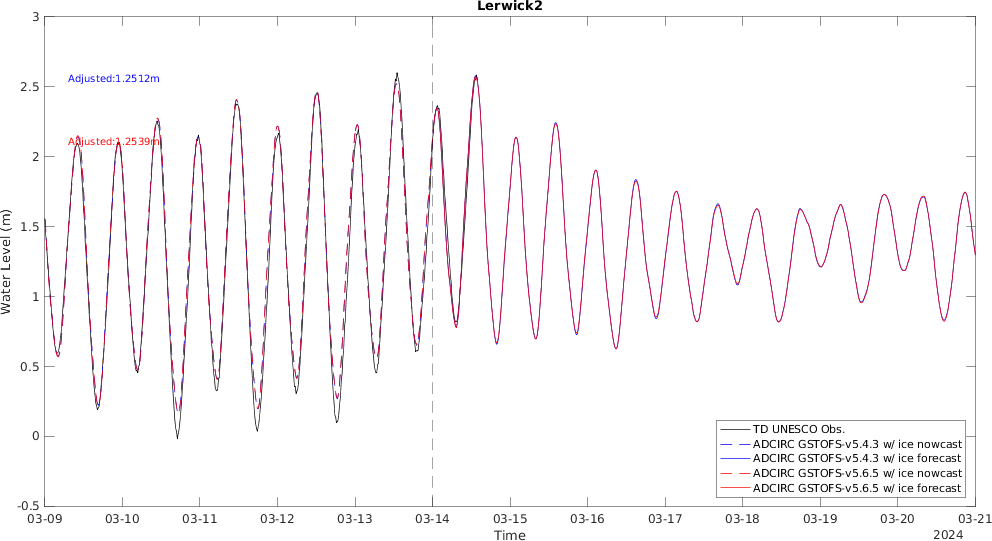 Lerwick2
3
2.5
2
1.5
1
0.5
0
-0.5
Water Level (m)
Adjusted:1.2512m
Adjusted:1.2539m
TD UNESCO Obs.
ADCIRC GSTOFS-v5.4.3 w/ ice nowcast
ADCIRC GSTOFS-v5.4.3 w/ ice forecast
ADCIRC GSTOFS-v5.6.5 w/ ice nowcast
ADCIRC GSTOFS-v5.6.5 w/ ice forecast
03-09 03-10 03-11 03-12 03-13 03-14 03-15 03-16 03-17 03-18 03-19 03-20 03-21
Time
2024